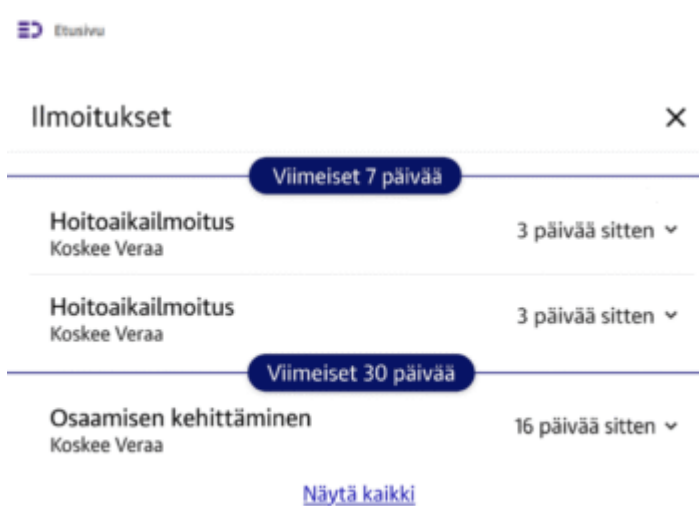 Etusivu
Ilmoitukset
Viimeiset 7 päivää
Hoitoaikailmoitus
3 päivää sitten
Koskee Veraa
Hoitoaikailmoitus
3 päivää sitten
Koskee Veraa
Viimeiset 30 päivää
Osaamisen kehittäminen
16 päivää sitten
Koskee Veraa
Näytä kaikki